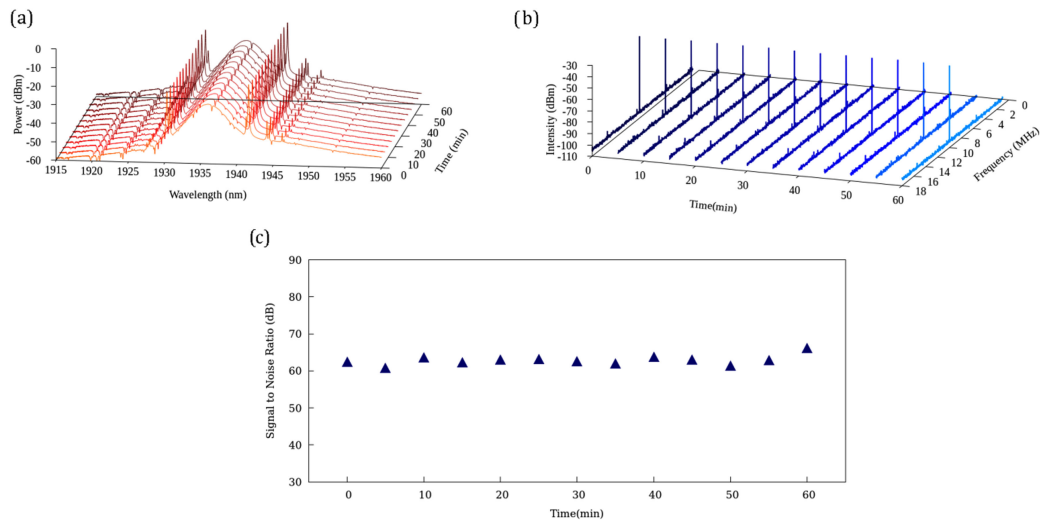 (a)
0
-10
-20
-30
-40
-50
-60
Power (dBm)
1915 1920 1925 1930 1935 1940 1945 1950 1955 1960
Wavelength (nm)
0 10 20 30 40 50 60
Time (min)
(b)
-30
-40
-50
-60
-70
-80
-90
-100
-110
Intensity (dBm)
0 10 20 30 40 50 60
Time(min)
18 16 14 12 10 8 6 4 2 0
Frequency (MHz)
(c)
90
80
70
60
50
40
30
Signal to Noise Ratio (dB)
0 10 20 30 40 50 60
Time(min)